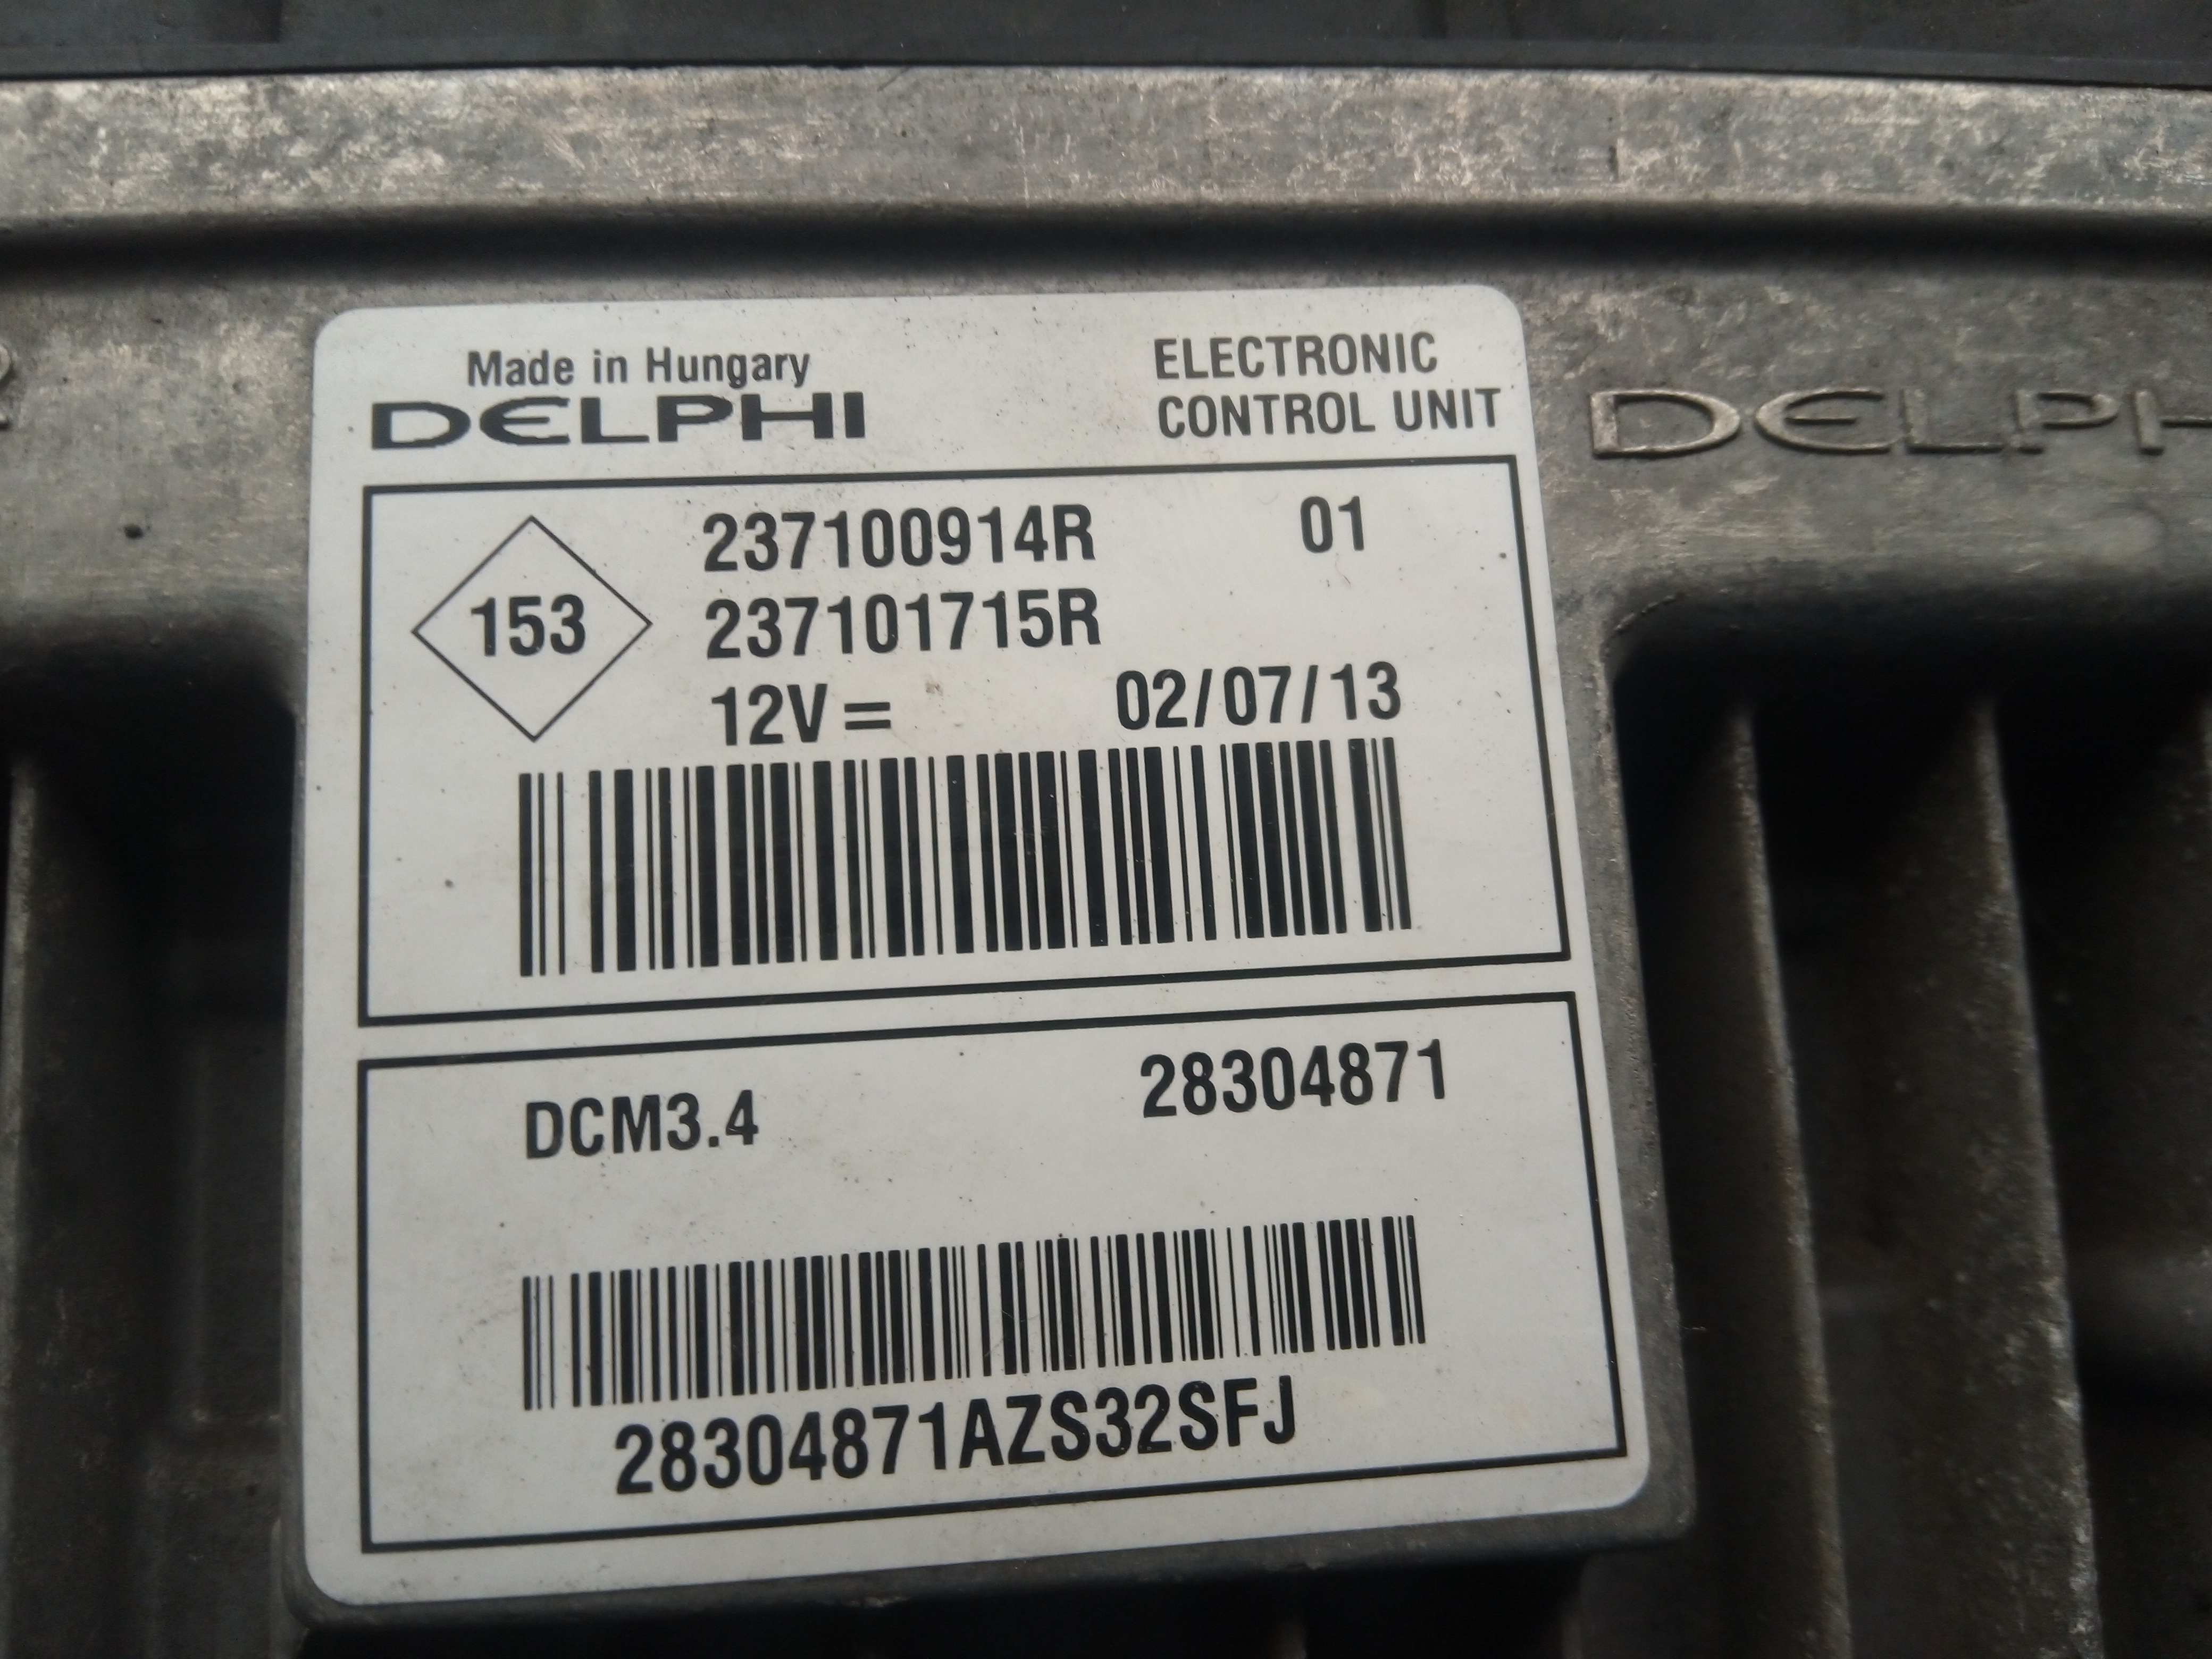 Made in Hungary
DELPHI
ELECTRONIC
CONTROL UNIT
DELPH
153
237100914R 01
237101715R
12V = 02/07/13
DCM3.4 28304871
28304871AZS32SFJ